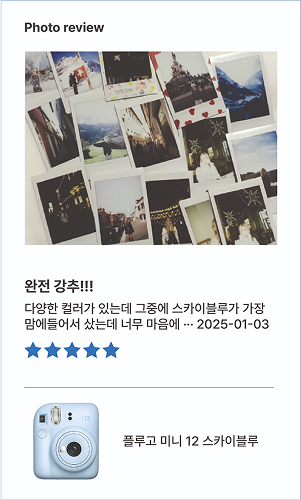 Photo review
완전 강추!!!
다양한 컬러가 있는데 그중에 스카이블루가 가장
맘에들어서 샀는데 너무 마음에 ··· 2025-01-03
플루고 미니 12 스카이블루